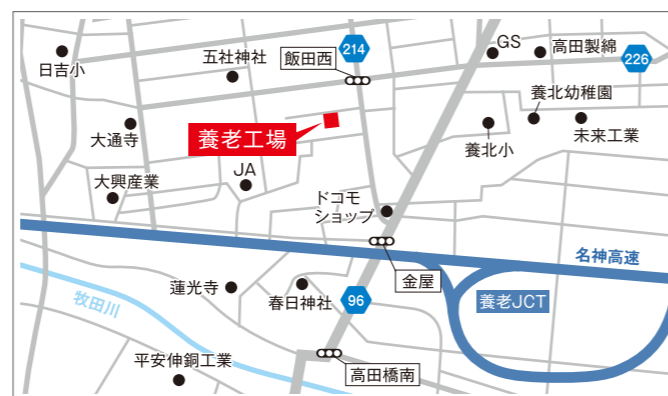 214
GS
高田製綿
日吉小
五社神社
飯田西
226
養北幼稚園
大通寺
養老工場
養北小
未来工業
JA
大興産業
ドコモ
ショップ
名神高速
金屋
蓮光寺
春日神社
96
養老JCT
牧田川
平安伸銅工業
高田橋南